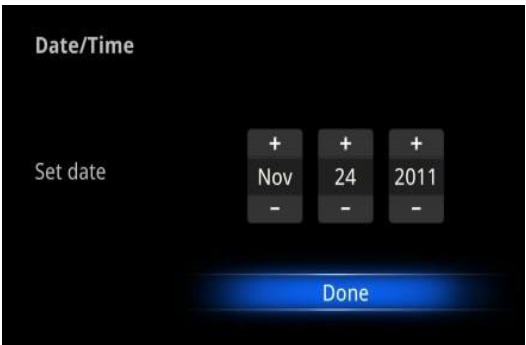 Date/Time
+ + +
Set date Nov 24 2011
- - -
Done